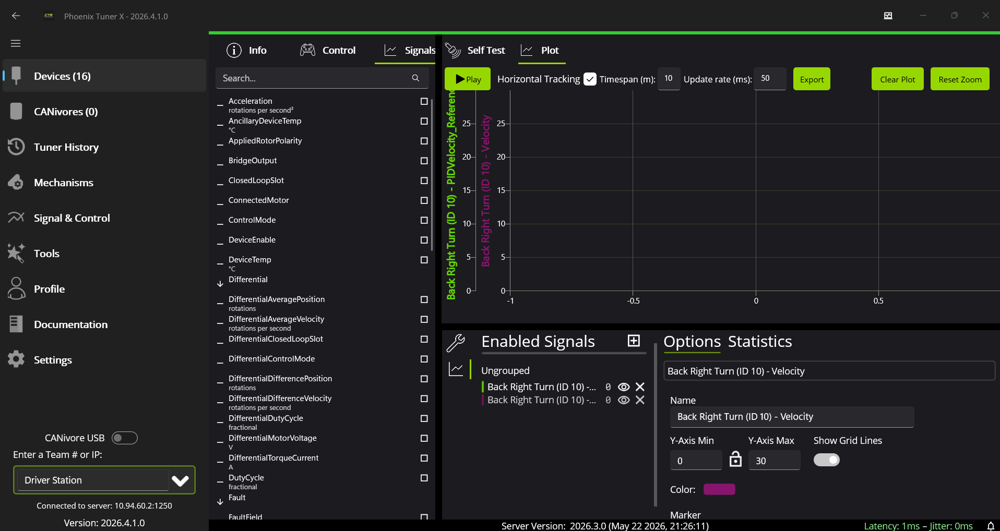 CTR
Phoenix Tuner X - 2026.4.1.0
Devices (16)
CANivores (0)
Tuner History
Mechanisms
Signal & Control
Tools
Profile
Documentation
Settings
CANivore USB
Enter a Team # or IP:
Driver Station
Connected to server: 10.94.60.2:1250
Version: 2026.4.1.0
Info
Control
Signals
Search...
Acceleration
rotations per second²
AncillaryDeviceTemp
°C
AppliedRotorPolarity
BridgeOutput
ClosedLoopSlot
ConnectedMotor
ControlMode
DeviceEnable
DeviceTemp
°C
Differential
DifferentialAveragePosition
rotations
DifferentialAverageVelocity
rotations per second
DifferentialClosedLoopSlot
DifferentialControlMode
DifferentialDifferencePosition
rotations
DifferentialDifferenceVelocity
rotations per second
DifferentialDutyCycle
fractional
DifferentialMotorVoltage
V
DifferentialTorqueCurrent
A
DutyCycle
fractional
Fault
FaultField
Self Test
Plot
Play
Horizontal Tracking
Timespan (m): 10
Update rate (ms): 50
Export
Clear Plot
Reset Zoom
Back Right Turn (ID 10) - PIDVelocity_Referenc
25
20
15
10
5
0
Back Right Turn (ID 10) - Velocity
25
20
15
10
5
0
-1
-0.5
0
0.5
Enabled Signals
Ungrouped
Back Right Turn (ID 10) -... 0
Back Right Turn (ID 10) -... 0
Options Statistics
Back Right Turn (ID 10) - Velocity
Name
Back Right Turn (ID 10) - Velocity
Y-Axis Min
Y-Axis Max
Show Grid Lines
0
30
Color:
Marker
Server Version: 2026.3.0 (May 22 2026, 21:26:11)
Latency: 1ms – Jitter: 0ms